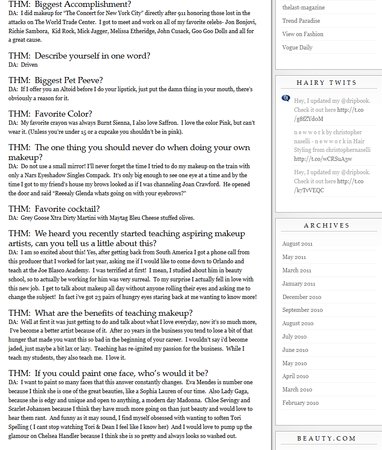 THM:  Biggest Accomplishment?
DA:  I did makeup for "The Concert for New York City" directly after 911 honoring those lost in the
attacks on The World Trade Center.  I got to meet and work on all of my favorite celebs- Jon Bonjovi,
Richie Sambora,  Kid Rock, Mick Jagger, Melissa Etheridge, John Cusack, Goo Goo Dolls and all for
a great cause.
THM:  Describe yourself in one word?
DA:  Driven
THM:  Biggest Pet Peeve?
DA:  If I offer you an Altoid before I do your lipstick, just put the damn thing in your mouth, there's
obviously a reason for it.
THM:  Favorite Color?
DA:  My favorite crayon was always Burnt Sienna, I also love Saffron.  I love the color Pink, but can't
wear it. (Unless you're under 15 or a cupcake you shouldn't be in pink).
THM:  The one thing you should never do when doing your own
makeup?
DA:  Do not use a small mirror! I'll never forget the time I tried to do my makeup on the train with
only a Nars Eyeshadow Singles Compack.  It's only big enough to see one eye at a time and by the
time I got to my friend's house my brows looked as if I was channeling Joan Crawford.  He opened
the door and said "Reeealy Glenda whats going on with your eyebrows?"
THM:  Favorite cocktail?
DA:  Grey Goose Xtra Dirty Martini with Maytag Bleu Cheese stuffed olives.
THM:  We heard you recently started teaching aspiring makeup
artists, can you tell us a little about this?
DA:  I am so excited about this! Yes, after getting back from South America I got a phone call from
this producer that I worked for last year, asking me if I would like to come down to Orlando and
teach at the Joe Blasco Academy.  I was terrified at first!  I mean, I studied about him in beauty
school, so to actually be working for him was very surreal.  To my surprise I actually fell in love with
this new job.  I get to talk about makeup all day without anyone rolling their eyes and asking me to
change the subject!  In fact i've got 25 pairs of hungry eyes staring back at me wanting to know more!
THM:  What are the benefits of teaching makeup?
DA:  Well at first it was just getting to do and talk about what I love everyday, now it's so much more,
I've become a better artist because of it.  After 20 years in the business you tend to lose a bit of that
hunger that made you want this so bad in the beginning of your career.  I wouldn't say i'd become
jaded, just maybe a bit lax or lazy.  Teaching has re-ignited my passion for the business.  While I
teach my students, they also teach me.  I love it.
THM:  If you could paint one face, who's would it be?
DA:  I want to paint so many faces that this answer constantly changes.  Eva Mendes is number one
because I think she is one of the great beauties, like a Sophia Lauren of our time.  Also Lady Gaga,
because she is edgy and unique and open to anything, a modern day Madonna.  Chloe Sevigny and
Scarlet Johansen because I think they have much more going on than just beauty and would love to
hear them rant.  And funny as it may sound, I find myself obsessed with wanting to soften Tori
Spelling ( I cant stop watching Tori & Dean I feel like I know her)  And I would love to pump up the
glamour on Chelsea Handler because I think she is so pretty and always looks so washed out.
thelast-magazine
Trend Paradise
View on Fashion
Vogue Daily
HAIRY TWITS
Hey, I updated my @dripbook.
Check it out here http://t.co
n e w w o r k by christopher
naselli - n e w w o r k in Hair
Styling from christophernaselli
Hey, I updated my @dripbook.
Check it out here http://t.co
ARCHIVES
August 2011
May 2011
March 2011
January 2011
December 2010
September 2010
August 2010
July 2010
June 2010
May 2010
April 2010
March 2010
February 2010
BEAUTY.COM